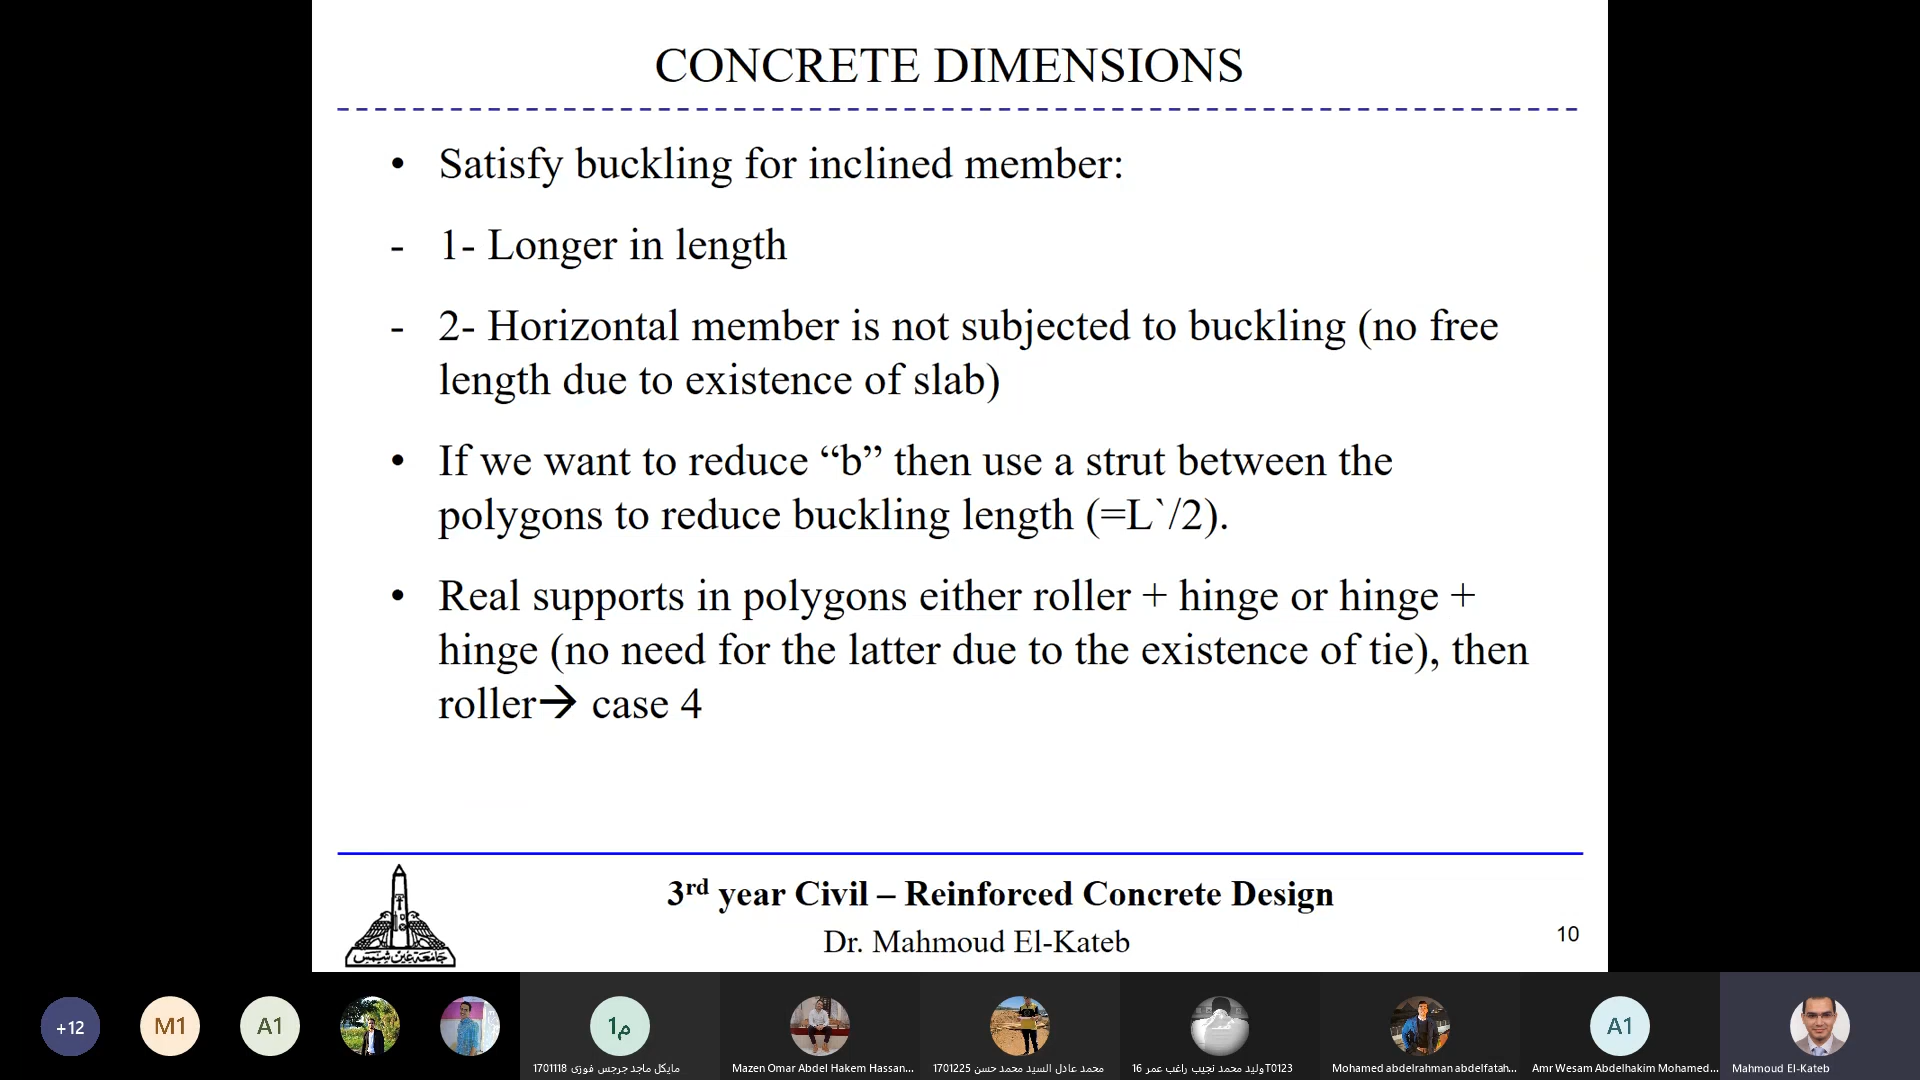 CONCRETE DIMENSIONS
• Satisfy buckling for inclined member:
- 1- Longer in length
- 2- Horizontal member is not subjected to buckling (no free
length due to existence of slab)
• If we want to reduce “b” then use a strut between the
polygons to reduce buckling length (=L`/2).
• Real supports in polygons either roller + hinge or hinge +
hinge (no need for the latter due to the existence of tie), then
roller→ case 4
3rd year Civil – Reinforced Concrete Design
Dr. Mahmoud El-Kateb
10
جامعة عين شمس
+12
M1
A1
م1
A1
مايكل ماجد جرجس فوزى 1701118
Mazen Omar Abdel Hakem Hassan...
محمد عادل السيد محمد حسن 1701225
وليد محمد نجيب راغب عمر 16T0123
Mohamed abdelrahman abdelfatah...
Amr Wesam Abdelhakim Mohamed...
Mahmoud El-Kateb